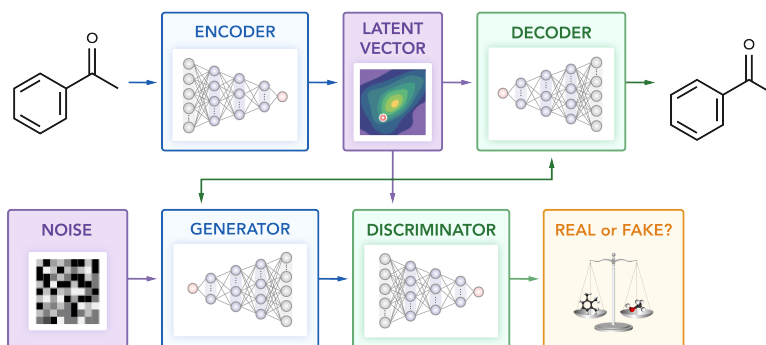 ENCODER
LATENT
VECTOR
DECODER
O
O
NOISE
GENERATOR
DISCRIMINATOR
REAL or FAKE?